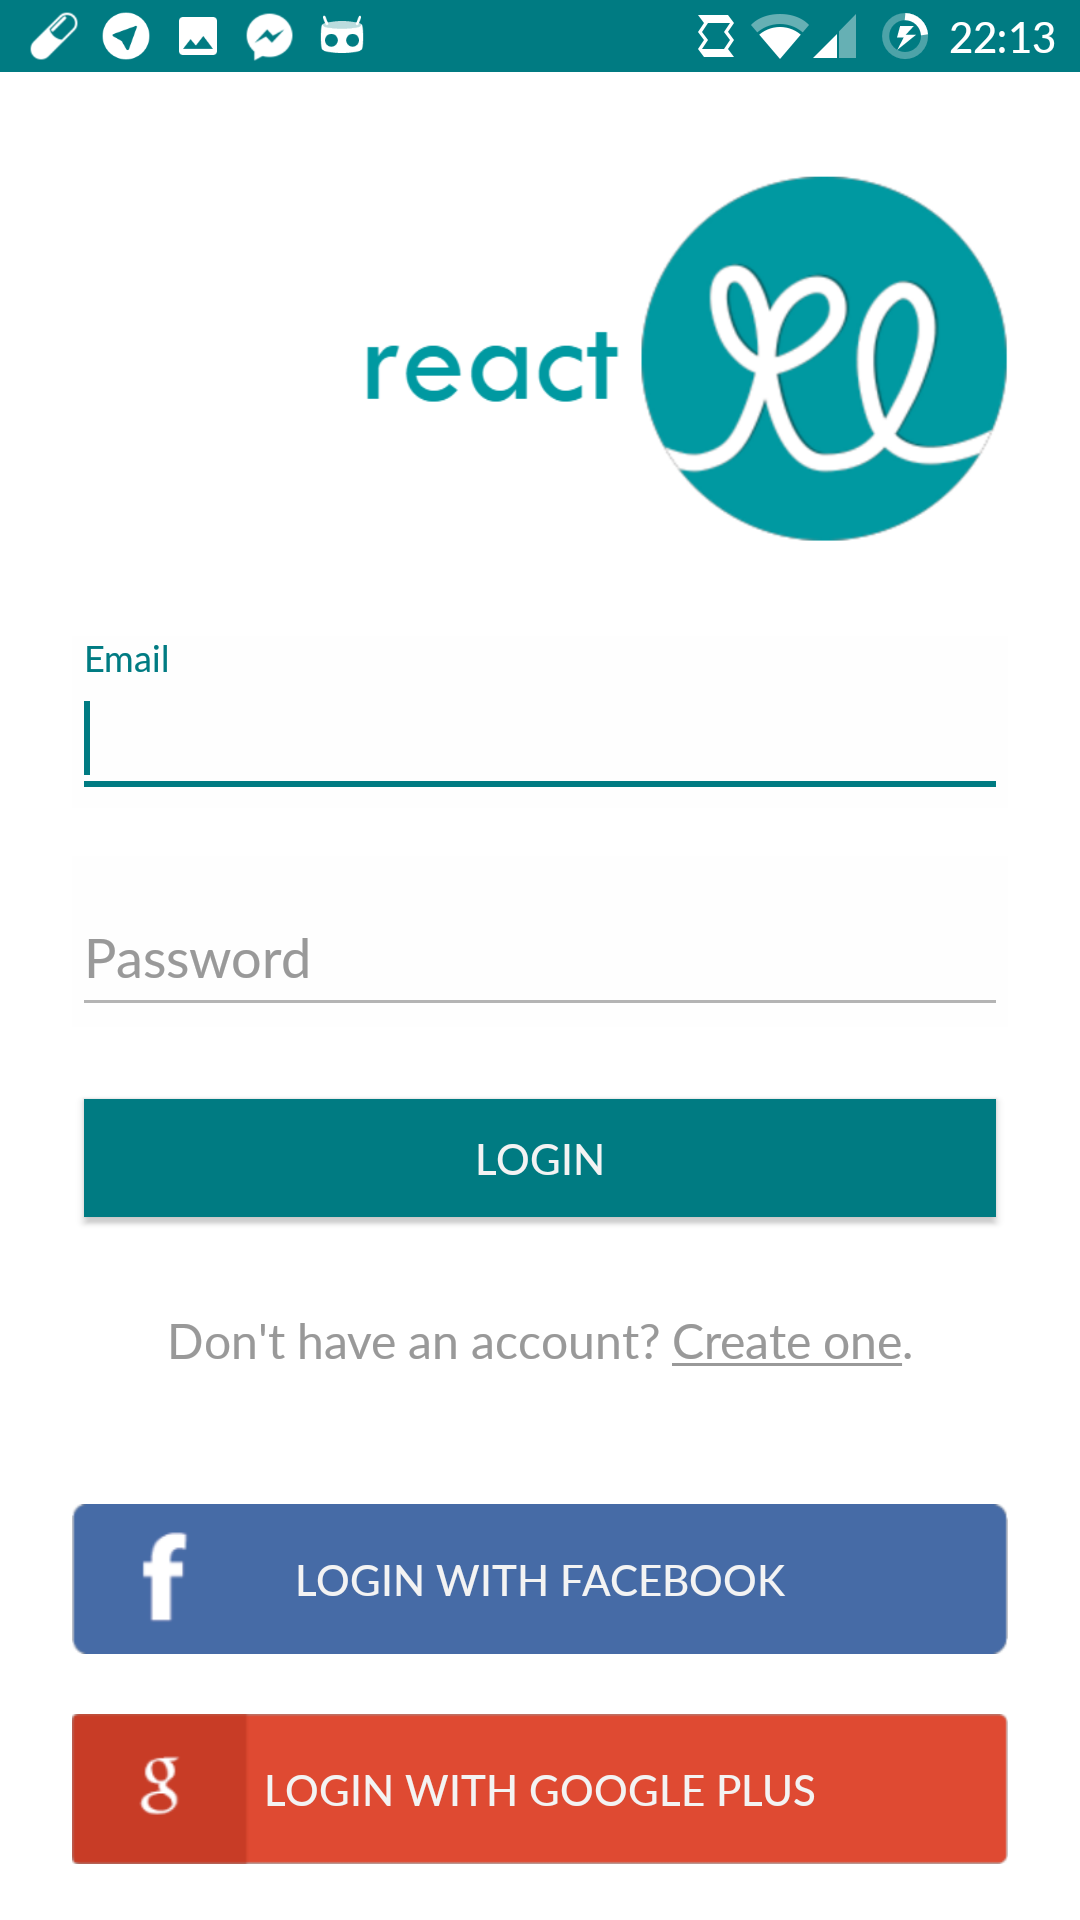 22:13
react
Email
Password
LOGIN
Don't have an account? Create one.
f
LOGIN WITH FACEBOOK
g
LOGIN WITH GOOGLE PLUS